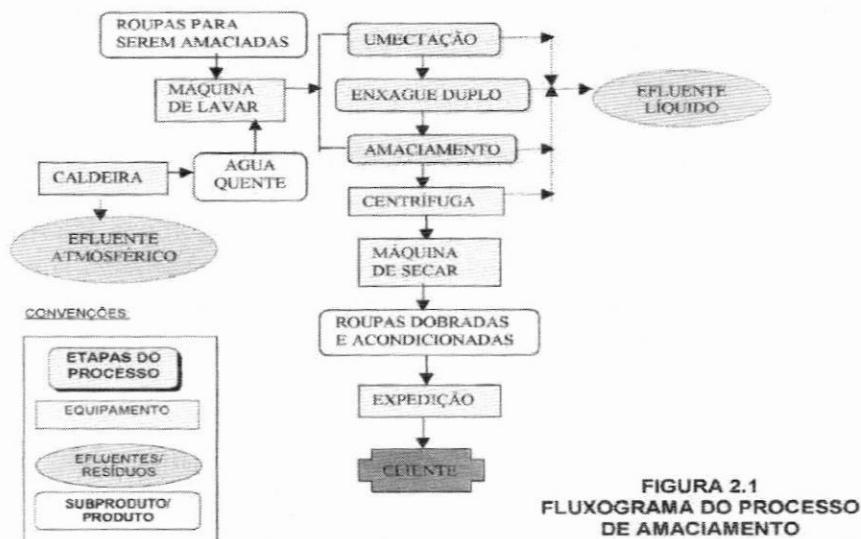 ROUPAS PARA
SEREM AMACIADAS
UMECTAÇÃO
MÁQUINA
DE LAVAR
ENXAGUE DUPLO
EFLUENTE
LÍQUIDO
AMACIAMENTO
CALDEIRA
AGUA
QUENTE
CENTRÍFUGA
EFLUENTE
ATMOSFÉRICO
MÁQUINA
DE SECAR
CONVENÇÕES:
ROUPAS DOBRADAS
E ACONDICIONADAS
ETAPAS DO
PROCESSO
EQUIPAMENTO
EXPEDIÇÃO
EFLUENTES/
RESÍDUOS
CLIENTE
SUBPRODUTO/
PRODUTO
FIGURA 2.1
FLUXOGRAMA DO PROCESSO
DE AMACIAMENTO